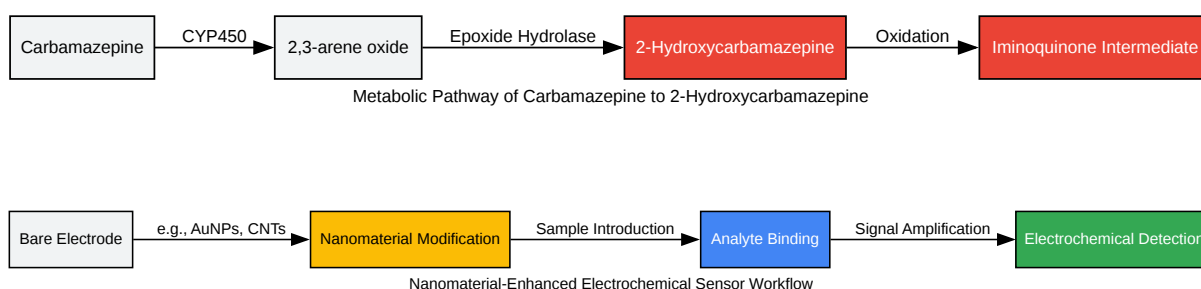 Carbamazepine
CYP450
2,3-arene oxide
Epoxide Hydrolase
2-Hydroxycarbamazepine
Oxidation
Iminoquinone Intermediate
Metabolic Pathway of Carbamazepine to 2-Hydroxycarbamazepine
Bare Electrode
e.g., AuNPs, CNTs
Nanomaterial Modification
Sample Introduction
Analyte Binding
Signal Amplification
Electrochemical Detection
Nanomaterial-Enhanced Electrochemical Sensor Workflow